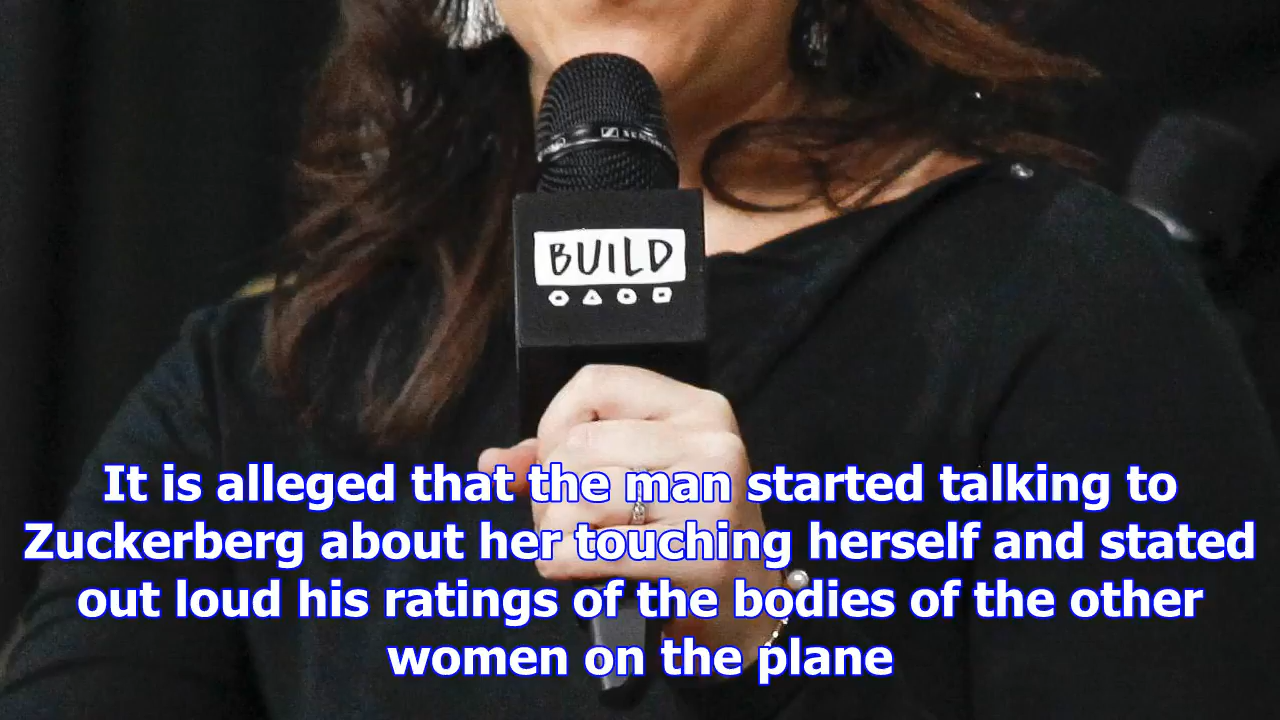 BUILD
It is alleged that the man started talking to
Zuckerberg about her touching herself and stated
out loud his ratings of the bodies of the other
women on the plane